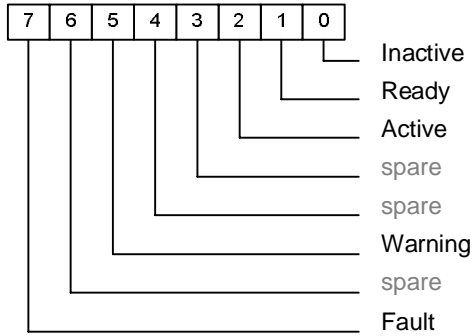 7 6 5 4 3 2 1 0
Inactive
Ready
Active
spare
spare
Warning
spare
Fault